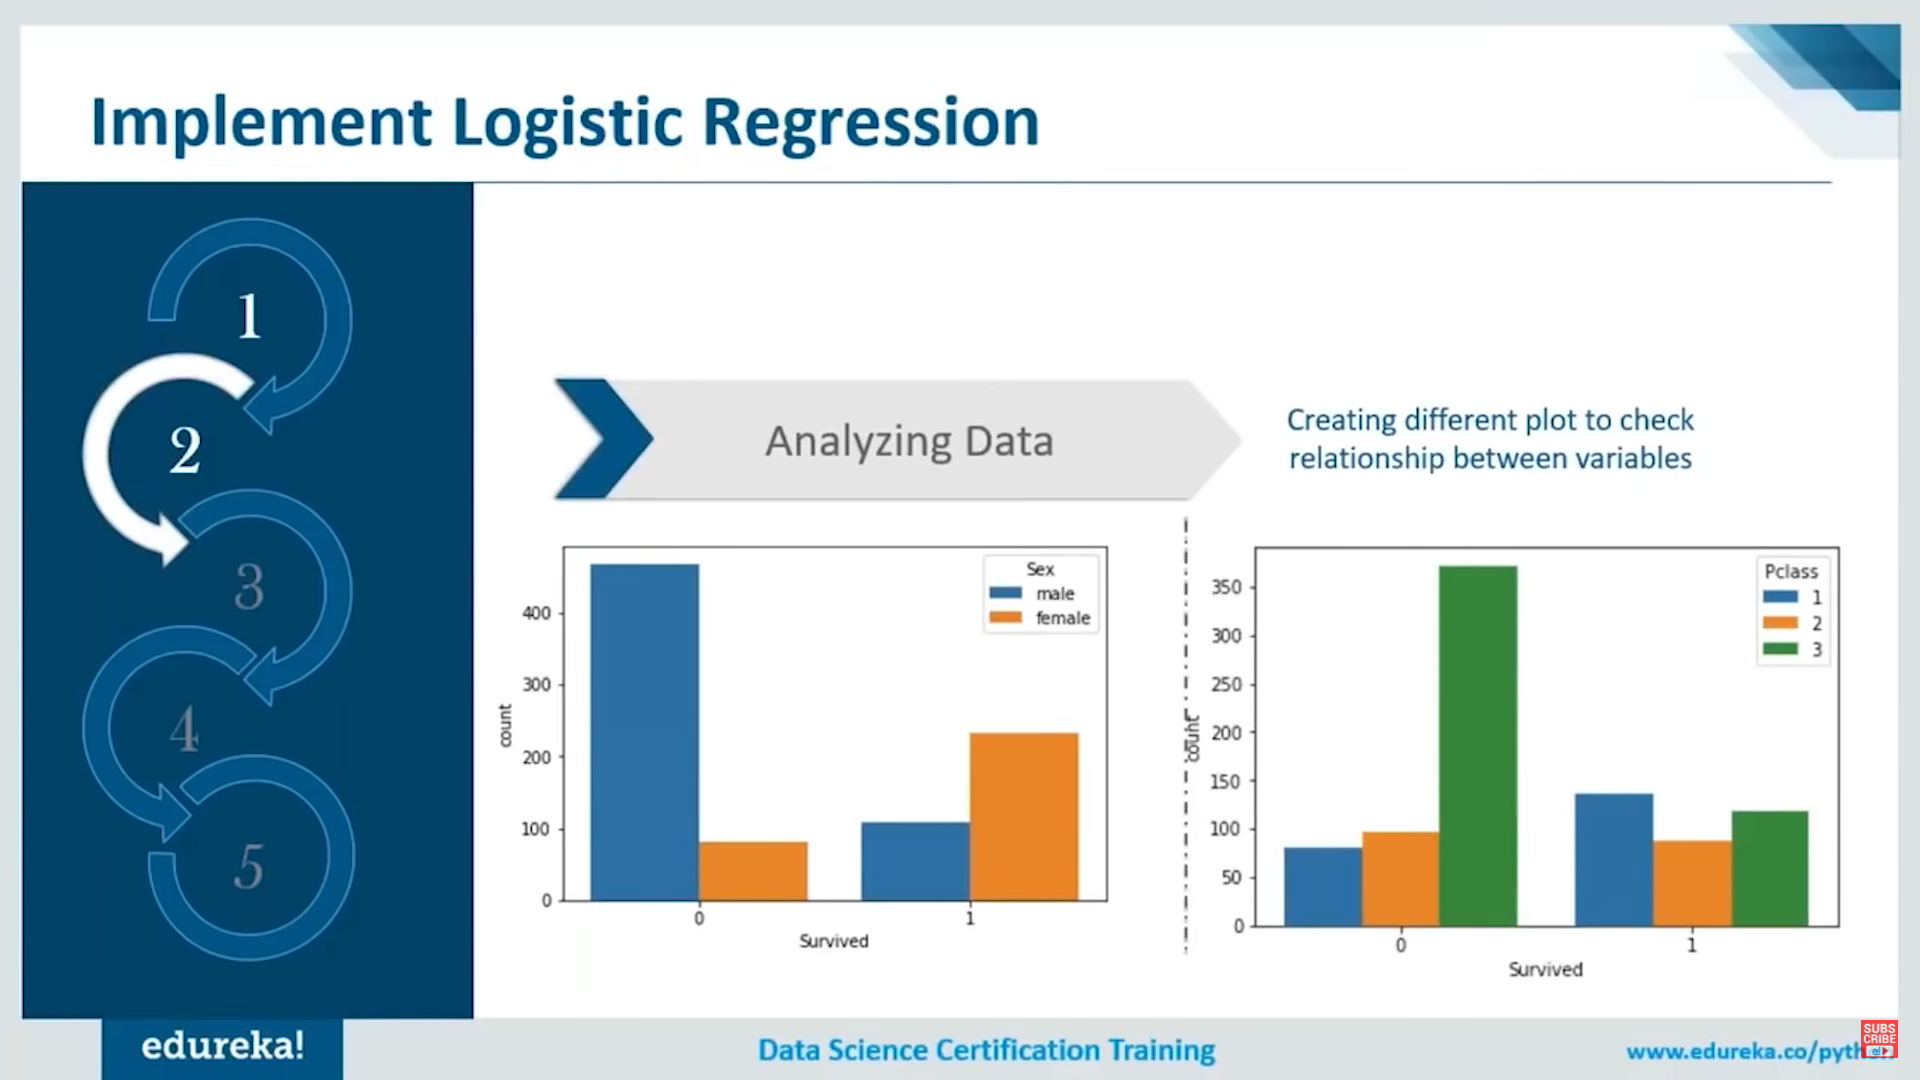 Implement Logistic Regression
1
2
3
4
5
Analyzing Data
Creating different plot to check
relationship between variables
Sex
male
female
400
300
200
100
0
count
0
1
Survived
Pclass
1
2
3
350
300
250
200
150
100
50
0
count
0
1
Survived
edureka!
Data Science Certification Training
www.edureka.co/pyth
SUBS
CRIBE
e!